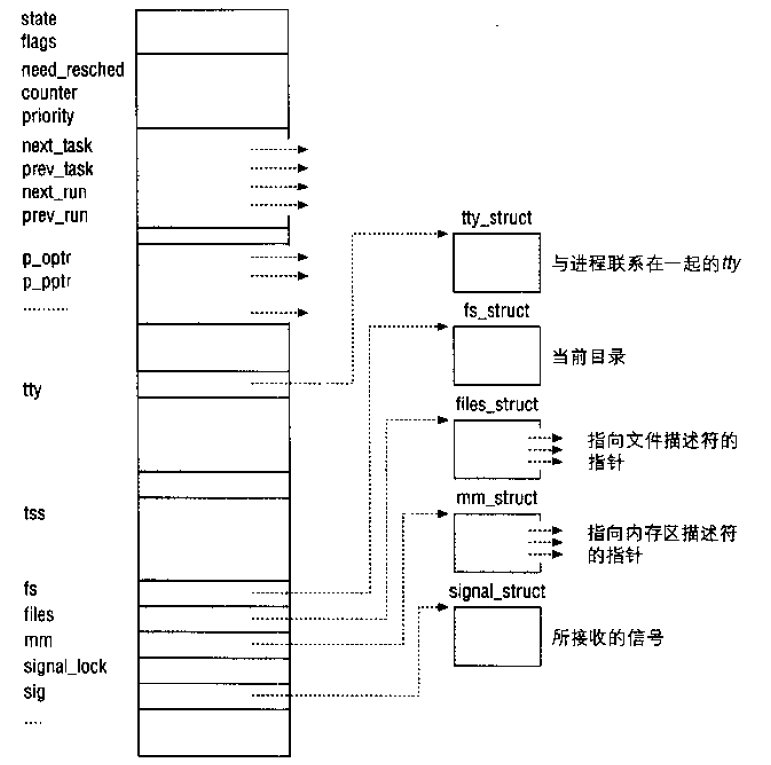 state
flags
need_resched
counter
priority
next_task
prev_task
next_run
prev_run
p_optr
p_pptr
.........
tty
tss
fs
files
mm
signal_lock
sig
....
tty_struct
与进程联系在一起的tty
fs_struct
当前目录
files_struct
指向文件描述符的
指针
mm_struct
指向内存区描述符
的指针
signal_struct
所接收的信号